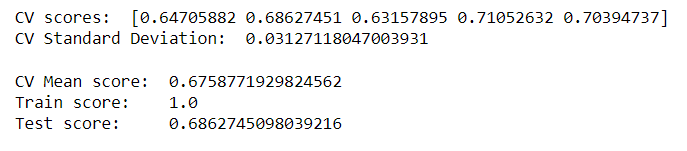 CV scores:  [0.64705882 0.68627451 0.63157895 0.71052632 0.70394737]
CV Standard Deviation:  0.03127118047003931
CV Mean score:  0.6758771929824562
Train score:    1.0
Test score:     0.6862745098039216